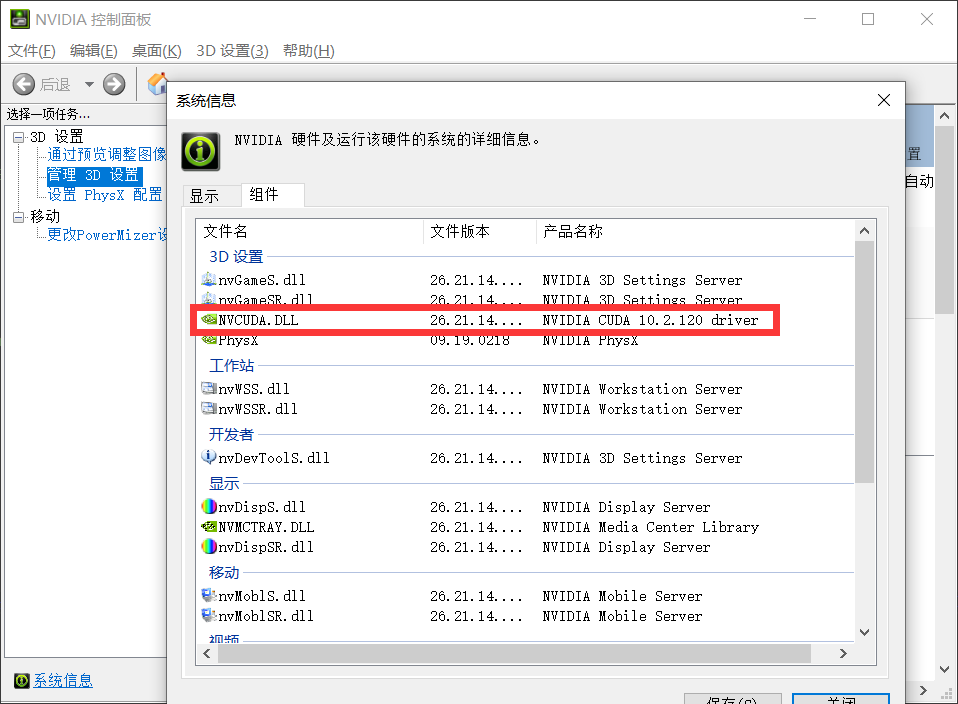 NVIDIA 控制面板
文件(F) 编辑(E) 桌面(K) 3D 设置(3) 帮助(H)
后退
选择一项任务...
3D 设置
通过预览调整图像
管理 3D 设置
设置 PhysX 配置
移动
更改PowerMizer设
系统信息
置
自动
系统信息
NVIDIA 硬件及运行该硬件的系统的详细信息。
显示 组件
文件名 文件版本 产品名称
3D 设置
nvGameS.dll 26.21.14.... NVIDIA 3D Settings Server
nvGameSR.dll 26.21.14.... NVIDIA 3D Settings Server
NVCUDA.DLL 26.21.14.... NVIDIA CUDA 10.2.120 driver
PhysX 09.19.0218 NVIDIA PhysX
工作站
nvWSS.dll 26.21.14.... NVIDIA Workstation Server
nvWSSR.dll 26.21.14.... NVIDIA Workstation Server
开发者
nvDevToolS.dll 26.21.14.... NVIDIA 3D Settings Server
显示
nvDispS.dll 26.21.14.... NVIDIA Display Server
NVMCTRAY.DLL 26.21.14.... NVIDIA Media Center Library
nvDispSR.dll 26.21.14.... NVIDIA Display Server
移动
nvMoblS.dll 26.21.14.... NVIDIA Mobile Server
nvMoblSR.dll 26.21.14.... NVIDIA Mobile Server
视频
保存(S) 关闭